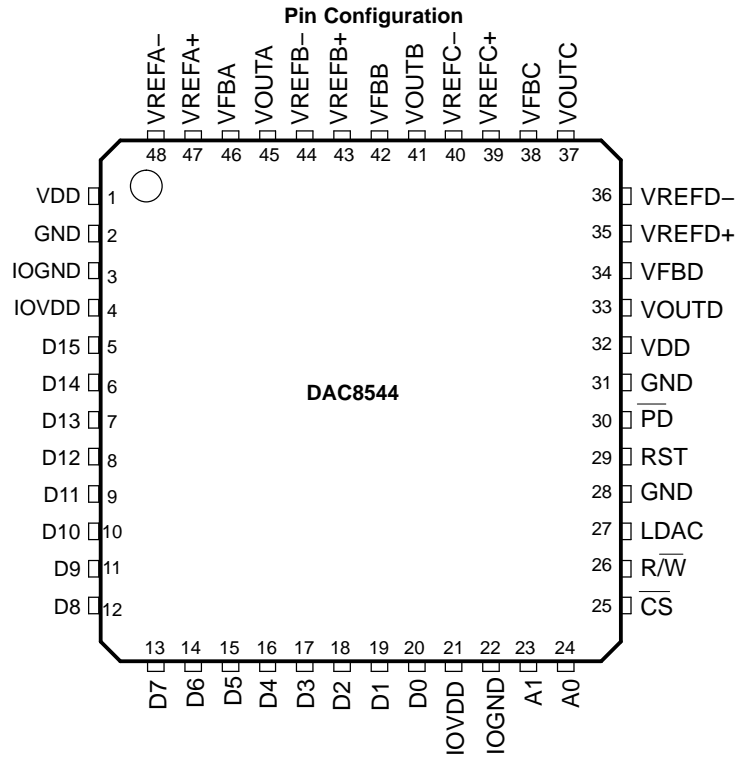 Pin Configuration
VREFA−
VREFA+
VFBA
VOUTA
VREFB−
VREFB+
VFBB
VOUTB
VREFC−
VREFC+
VFBC
VOUTC
48 47 46 45 44 43 42 41 40 39 38 37
VDD 1
GND 2
IOGND 3
IOVDD 4
D15 5
D14 6
D13 7
D12 8
D11 9
D10 10
D9 11
D8 12
DAC8544
36 VREFD−
35 VREFD+
34 VFBD
33 VOUTD
32 VDD
31 GND
30 P̅D̅
29 RST
28 GND
27 LDAC
26 R/W̅
25 C̅S̅
13 14 15 16 17 18 19 20 21 22 23 24
D7
D6
D5
D4
D3
D2
D1
D0
IOVDD
IOGND
A1
A0